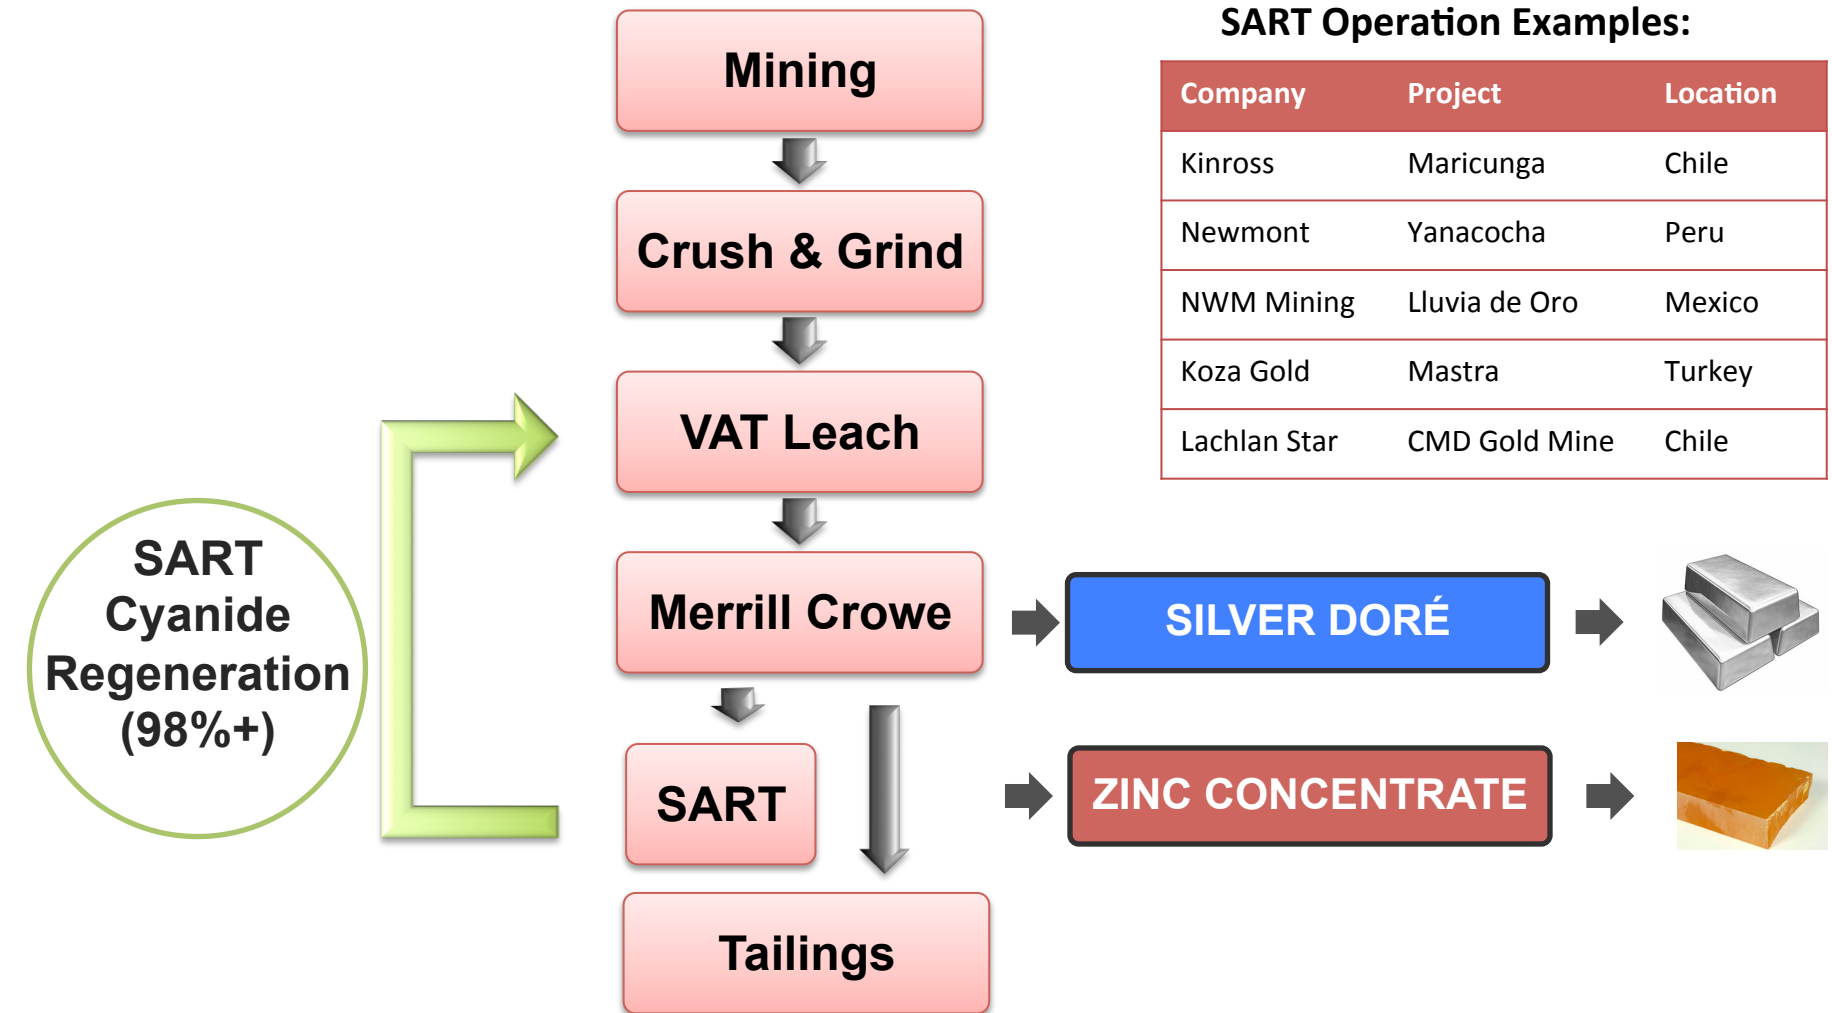 SART Operation Examples:
Company Project Location
Kinross Maricunga Chile
Newmont Yanacocha Peru
NWM Mining Lluvia de Oro Mexico
Koza Gold Mastra Turkey
Lachlan Star CMD Gold Mine Chile
Mining
Crush & Grind
VAT Leach
Merrill Crowe
SILVER DORÉ
SART
Cyanide
Regeneration
(98%+)
SART
ZINC CONCENTRATE
Tailings